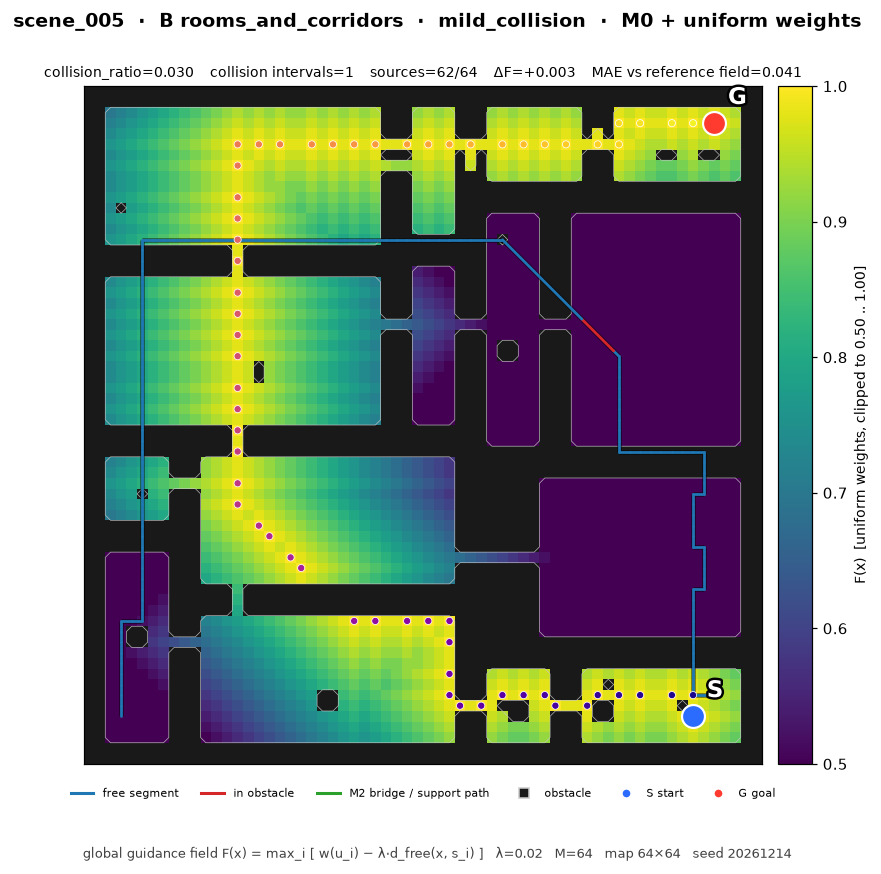 scene_005 · B rooms_and_corridors · mild_collision · M0 + uniform weights
collision_ratio=0.030 collision intervals=1 sources=62/64 ΔF=+0.003 MAE vs reference field=0.041
G
S
1.0
0.9
0.8
0.7
0.6
0.5
F(x) [uniform weights, clipped to 0.50 .. 1.00]
free segment in obstacle M2 bridge / support path obstacle S start G goal
global guidance field F(x) = max_i [ w(u_i) − λ·d_free(x, s_i) ] λ=0.02 M=64 map 64×64 seed 20261214